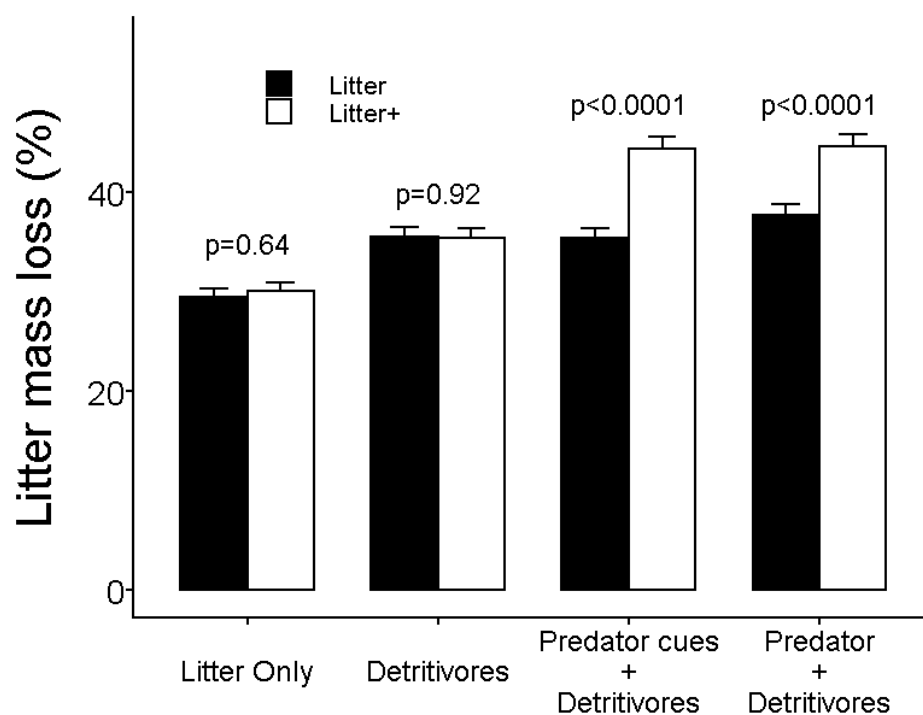 Litter
Litter+
p<0.0001
p<0.0001
p=0.92
p=0.64
Litter mass loss (%)
40
20
0
Litter Only
Detritivores
Predator cues
+
Detritivores
Predator
+
Detritivores